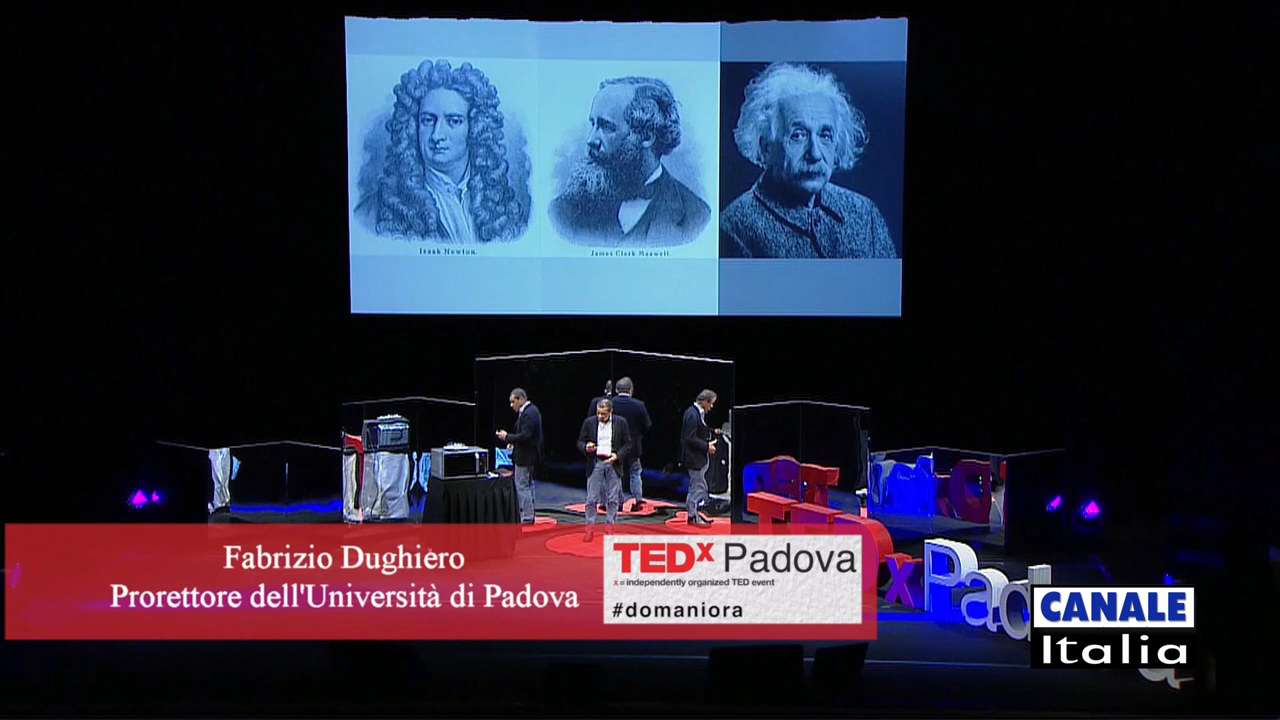 Isaak Newton.
James Clerk Maxwell.
Fabrizio Dughiero
Prorettore dell'Università di Padova
TEDx Padova
x = independently organized TED event
#domaniora
TEDxPad
CANALE
Italia